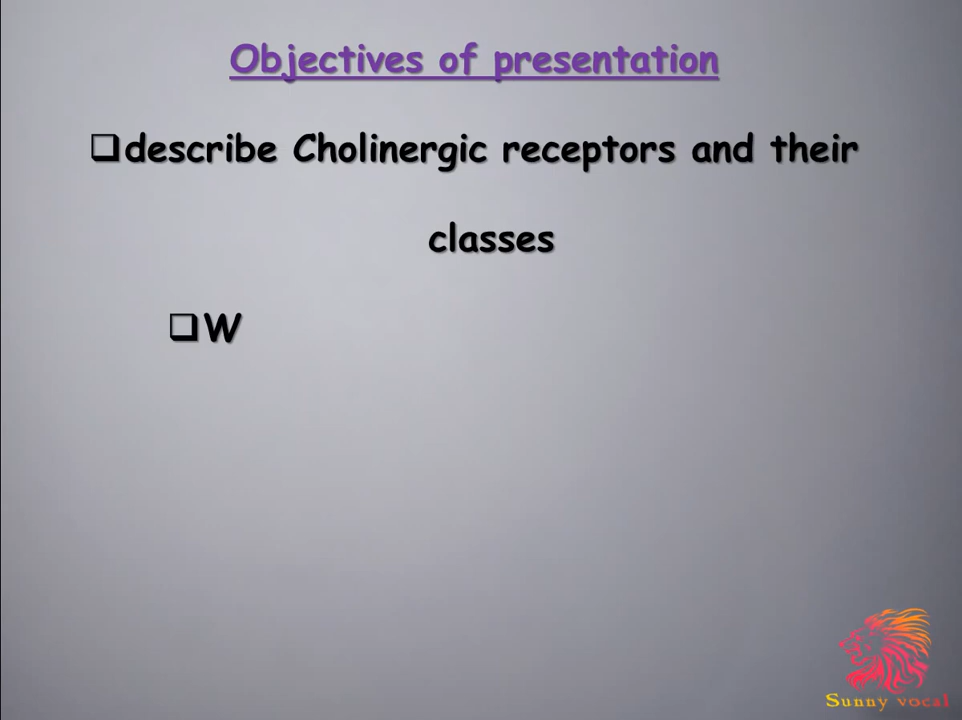 Objectives of presentation
❑describe Cholinergic receptors and their
classes
❑W
Sunny vocal